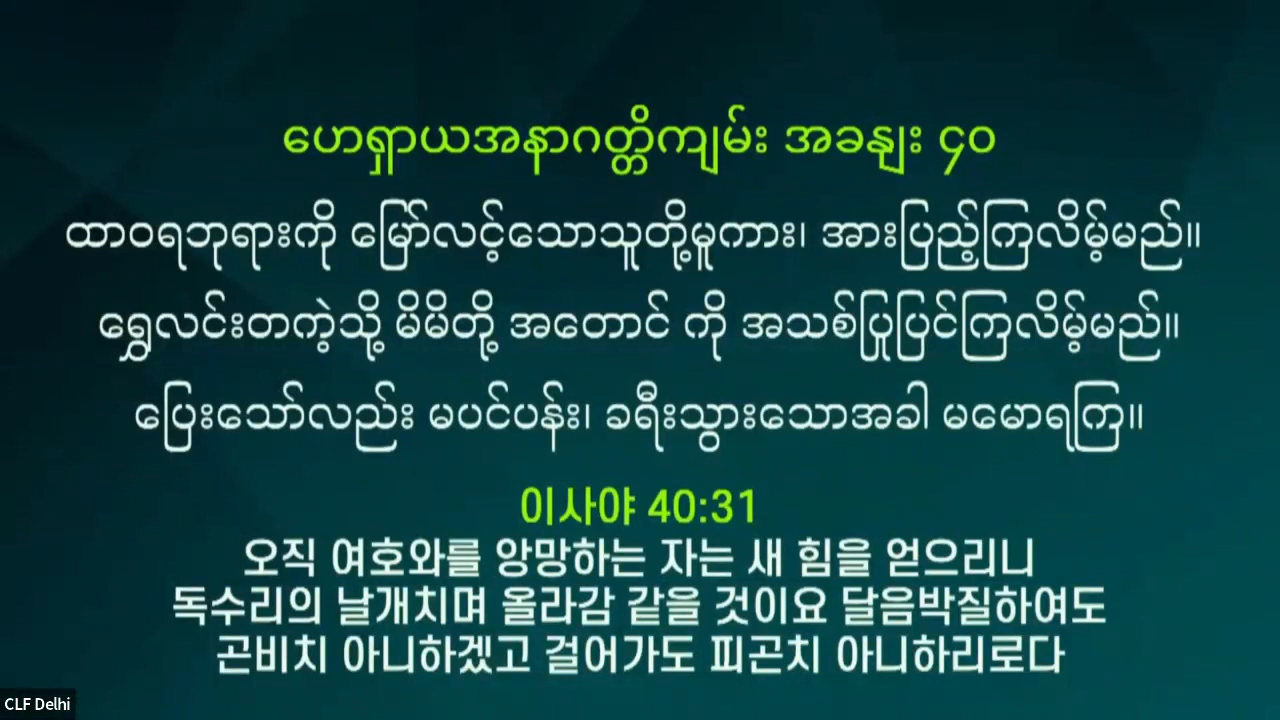 ဟေရှာယအနာဂတ္တိကျမ်း အခန်း ၄၀
ထာဝရဘုရားကို မြော်လင့်သောသူတို့မူကား၊ အားပြည့်ကြလိမ့်မည်။
ရွှေလင်းတကဲ့သို့ မိမိတို့ အတောင် ကို အသစ်ပြုပြင်ကြလိမ့်မည်။
ပြေးသော်လည်း မပင်ပန်း၊ ခရီးသွားသောအခါ မမောရကြ။
이사야 40:31
오직 여호와를 앙망하는 자는 새 힘을 얻으리니
독수리의 날개치며 올라감 같을 것이요 달음박질하여도
곤비치 아니하겠고 걸어가도 피곤치 아니하리로다
CLF Delhi